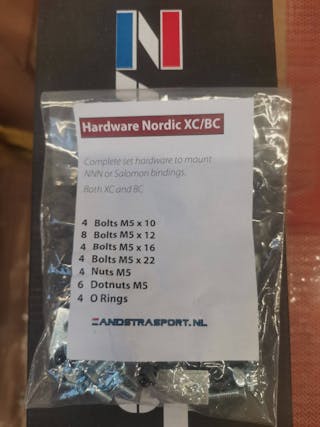 N
Hardware Nordic XC/BC
Complete set hardware to mount
NNN or Salomon bindings.
Both XC and BC
4 Bolts M5 x 10
8 Bolts M5 x 12
4 Bolts M5 x 16
4 Bolts M5 x 22
4 Nuts M5
6 Dotnuts M5
4 O Rings
ZANDSTRASPORT.NL